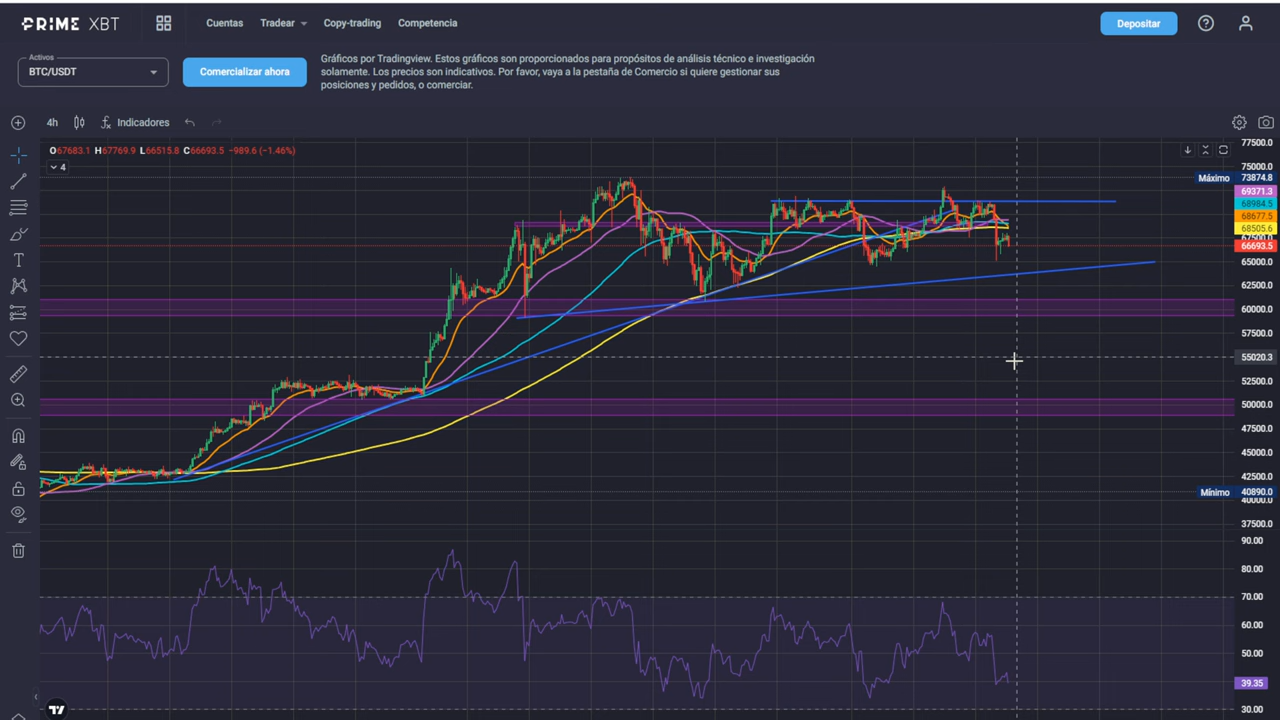 PRIME XBT
Cuentas
Tradear
Copy-trading
Competencia
Depositar
Activos
BTC/USDT
Comercializar ahora
Gráficos por Tradingview. Estos gráficos son proporcionados para propósitos de análisis técnico e investigación
solamente. Los precios son indicativos. Por favor, vaya a la pestaña de Comercio si quiere gestionar sus
posiciones y pedidos, o comerciar.
4h
Indicadores
O67683.1 H67769.9 L66515.8 C66693.5 −989.6 (−1.46%)
4
77500.0
75000.0
Máximo 73874.8
69371.3
68984.5
68677.5
68505.6
66693.5
65000.0
62500.0
60000.0
57500.0
55020.3
52500.0
50000.0
47500.0
45000.0
42500.0
Mínimo 40890.0
40000.0
37500.0
90.00
80.00
70.00
60.00
50.00
39.35
30.00